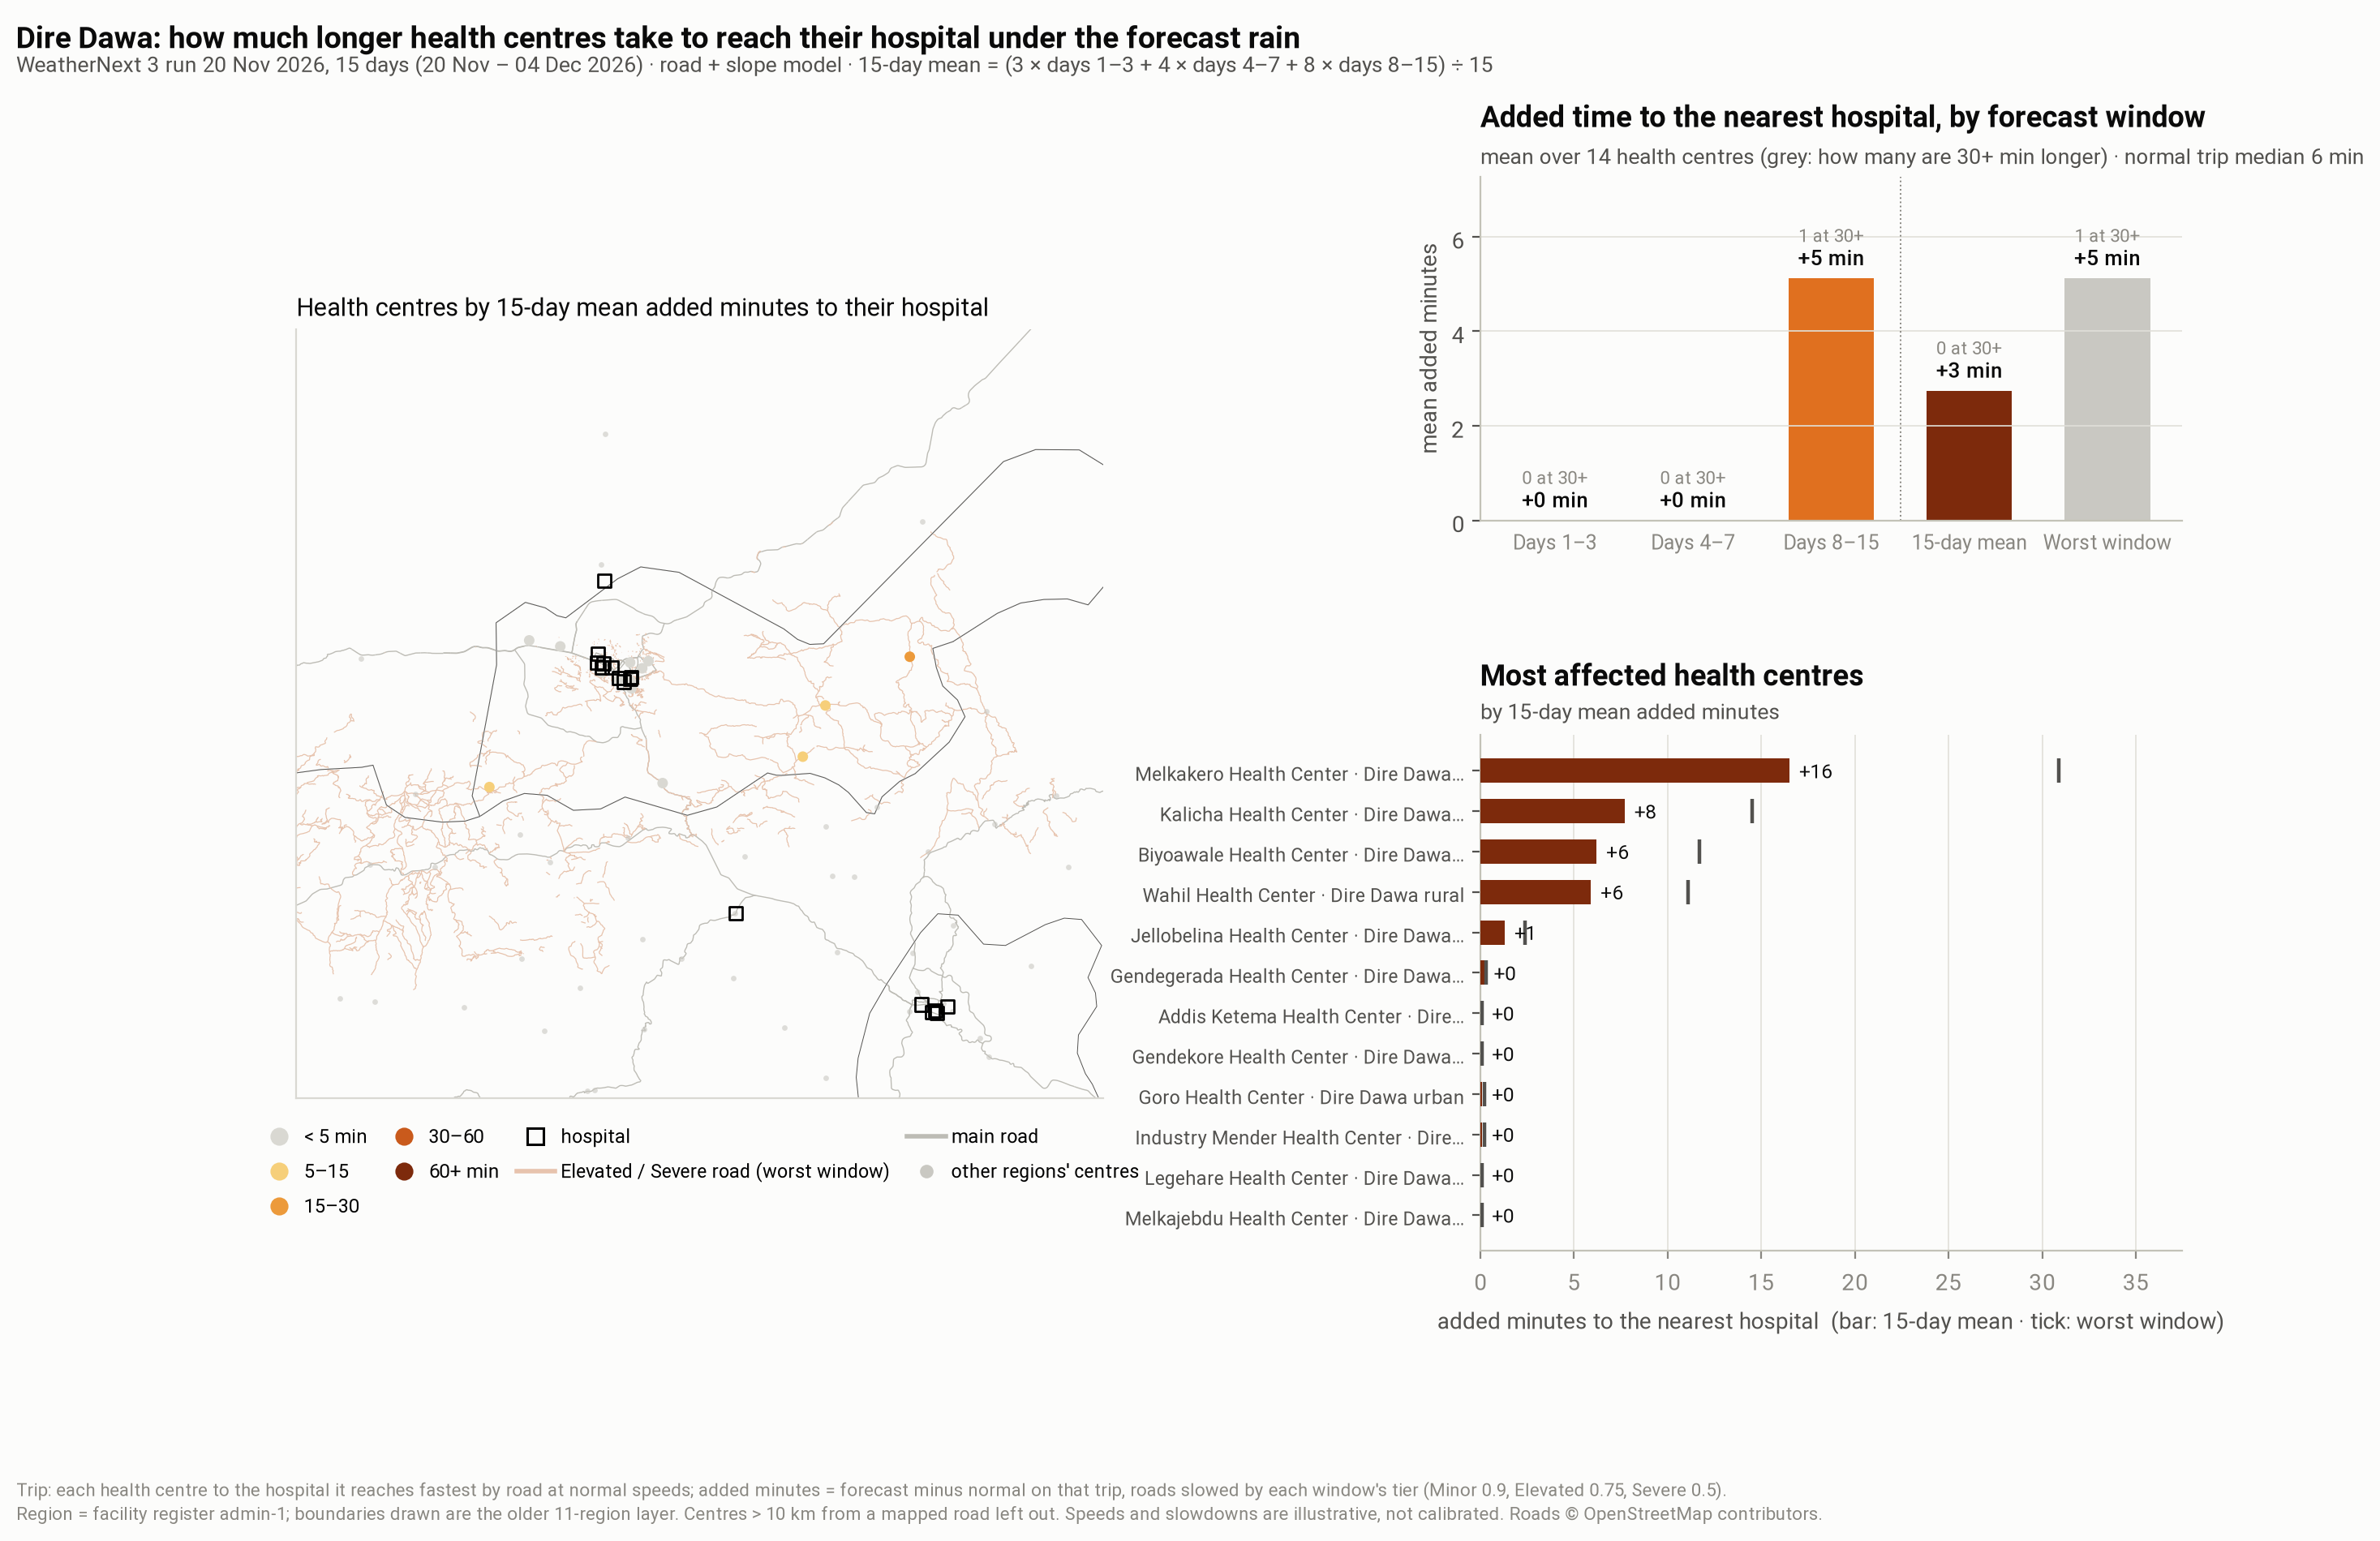 Dire Dawa: how much longer health centres take to reach their hospital under the forecast rain
WeatherNext 3 run 20 Nov 2026, 15 days (20 Nov – 04 Dec 2026) · road + slope model · 15-day mean = (3 × days 1–3 + 4 × days 4–7 + 8 × days 8–15) ÷ 15
Health centres by 15-day mean added minutes to their hospital
< 5 min
5–15
15–30
30–60
60+ min
hospital
Elevated / Severe road (worst window)
main road
other regions' centres
Added time to the nearest hospital, by forecast window
mean over 14 health centres (grey: how many are 30+ min longer) · normal trip median 6 min
mean added minutes
6
4
2
0
0 at 30+
+0 min
0 at 30+
+0 min
1 at 30+
+5 min
0 at 30+
+3 min
1 at 30+
+5 min
Days 1–3
Days 4–7
Days 8–15
15-day mean
Worst window
Most affected health centres
by 15-day mean added minutes
Melkakero Health Center · Dire Dawa… +16
Kalicha Health Center · Dire Dawa… +8
Biyoawale Health Center · Dire Dawa… +6
Wahil Health Center · Dire Dawa rural +6
Jellobelina Health Center · Dire Dawa… +1
Gendegerada Health Center · Dire Dawa… +0
Addis Ketema Health Center · Dire… +0
Gendekore Health Center · Dire Dawa… +0
Goro Health Center · Dire Dawa urban +0
Industry Mender Health Center · Dire… +0
Legehare Health Center · Dire Dawa… +0
Melkajebdu Health Center · Dire Dawa… +0
0 5 10 15 20 25 30 35
added minutes to the nearest hospital (bar: 15-day mean · tick: worst window)
Trip: each health centre to the hospital it reaches fastest by road at normal speeds; added minutes = forecast minus normal on that trip, roads slowed by each window's tier (Minor 0.9, Elevated 0.75, Severe 0.5).
Region = facility register admin-1; boundaries drawn are the older 11-region layer. Centres > 10 km from a mapped road left out. Speeds and slowdowns are illustrative, not calibrated. Roads © OpenStreetMap contributors.